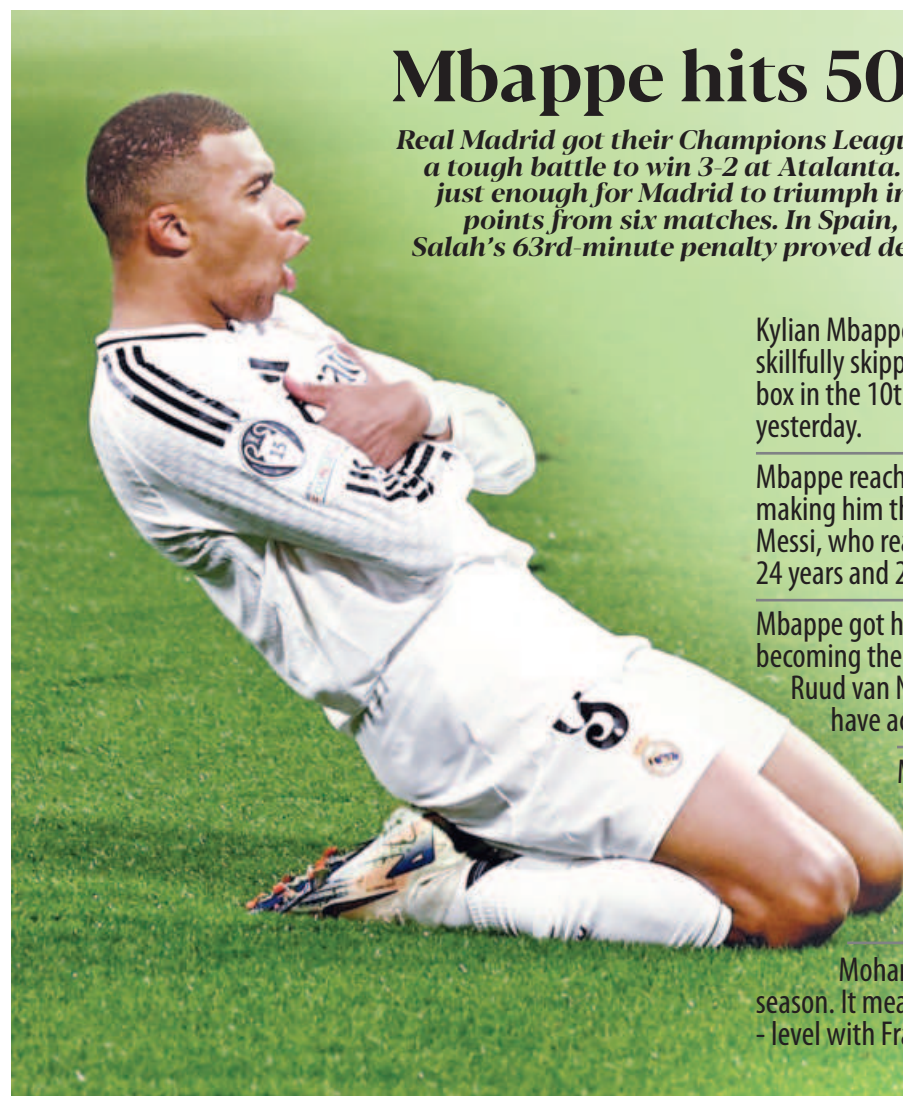 Mbappe hits 50
Real Madrid got their Champions Leagu
a tough battle to win 3-2 at Atalanta.
just enough for Madrid to triumph in
points from six matches. In Spain,
Salah's 63rd-minute penalty proved de
Kylian Mbappe
skillfully skipp
box in the 10t
yesterday.
Mbappe reach
making him th
Messi, who rea
24 years and 2
Mbappe got h
becoming the
Ruud van N
have ac
M
15
Mohar
season. It mea
- level with Fra